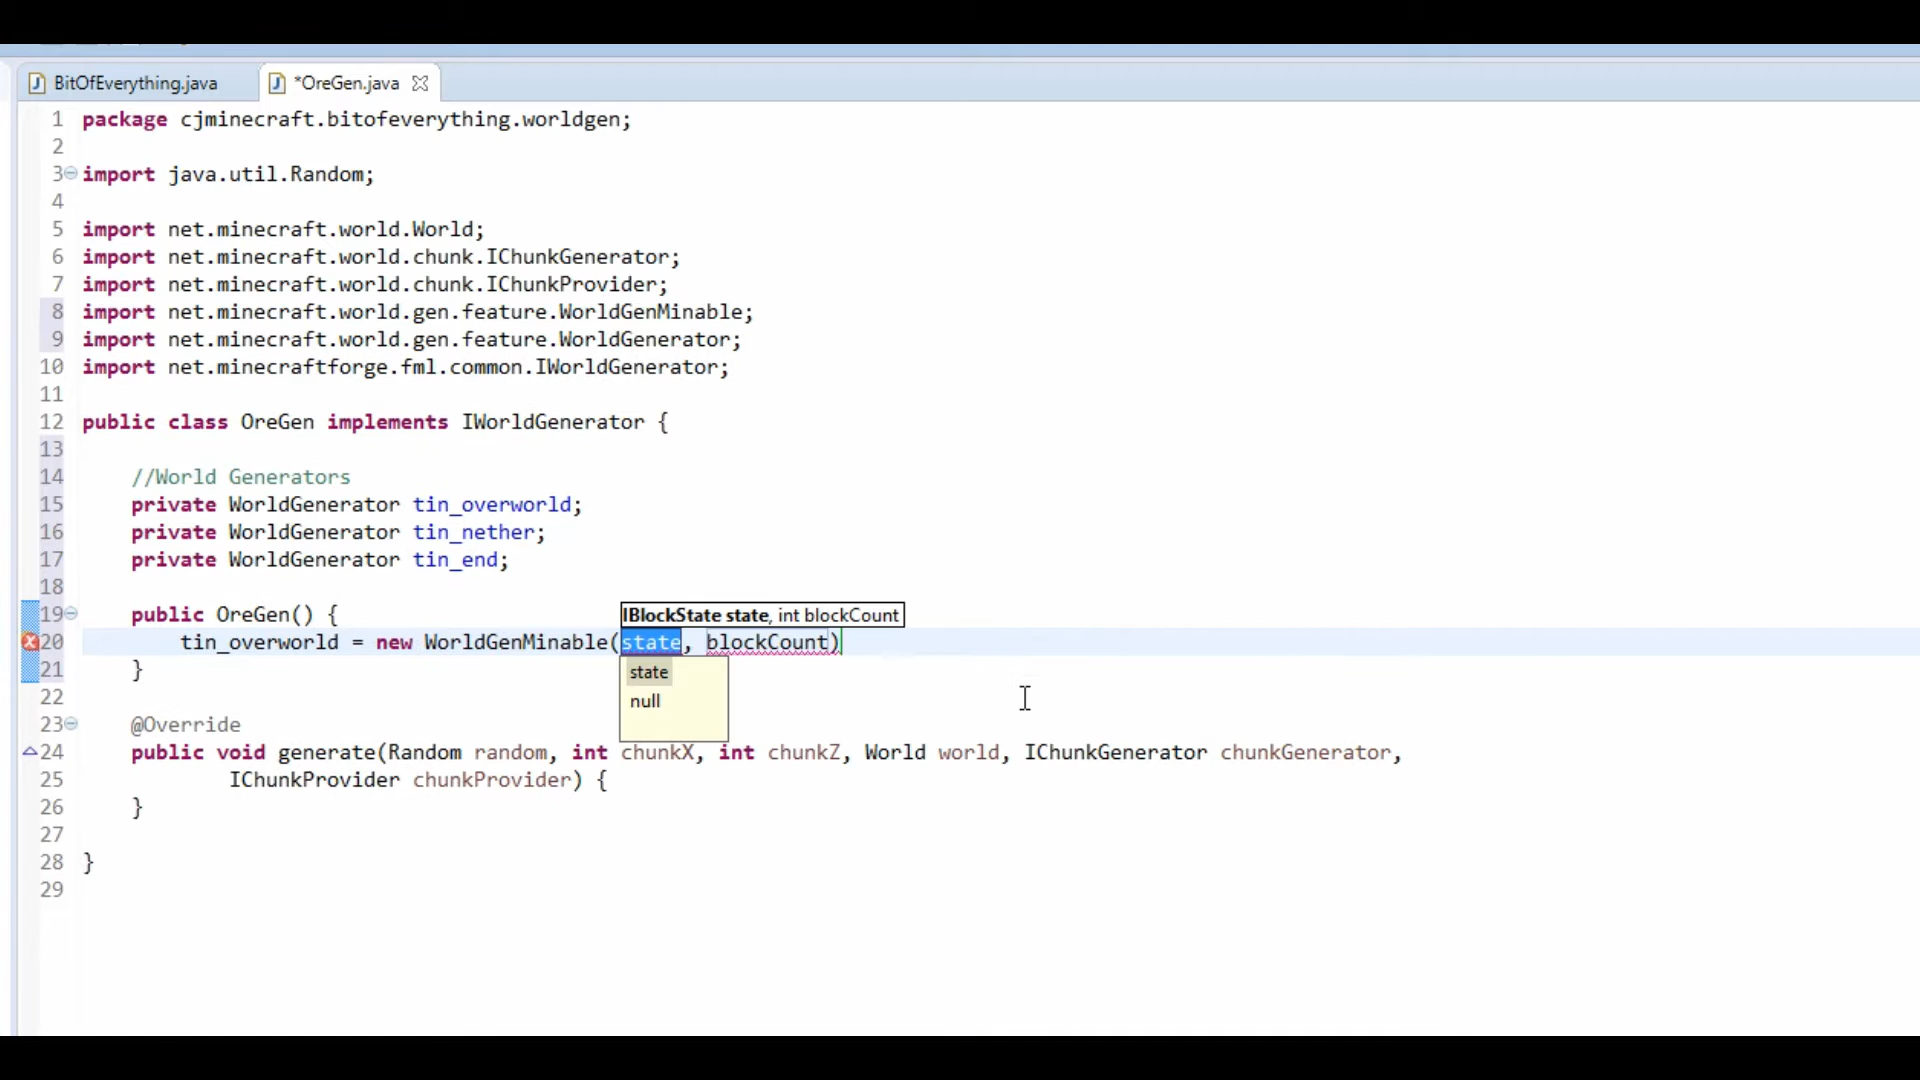 BitOfEverything.java *OreGen.java
1 package cjminecraft.bitofeverything.worldgen;
2
3 import java.util.Random;
4
5 import net.minecraft.world.World;
6 import net.minecraft.world.chunk.IChunkGenerator;
7 import net.minecraft.world.chunk.IChunkProvider;
8 import net.minecraft.world.gen.feature.WorldGenMinable;
9 import net.minecraft.world.gen.feature.WorldGenerator;
10 import net.minecraftforge.fml.common.IWorldGenerator;
11
12 public class OreGen implements IWorldGenerator {
13
14 //World Generators
15 private WorldGenerator tin_overworld;
16 private WorldGenerator tin_nether;
17 private WorldGenerator tin_end;
18
19 public OreGen() {
IBlockState state, int blockCount
20 tin_overworld = new WorldGenMinable(state, blockCount)
21 }
state
null
22
23 @Override
24 public void generate(Random random, int chunkX, int chunkZ, World world, IChunkGenerator chunkGenerator,
25 IChunkProvider chunkProvider) {
26 }
27
28 }
29